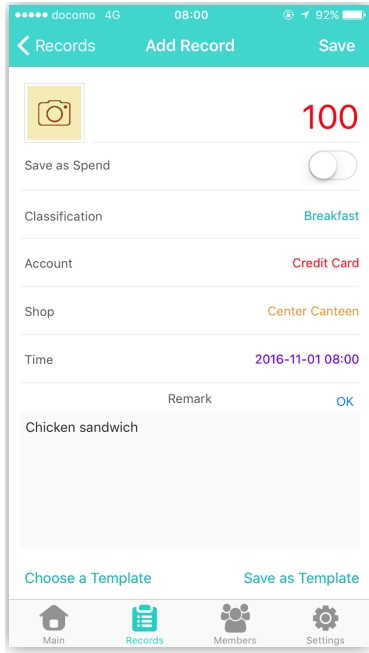 docomo 4G 08:00 92%
Records Add Record Save
100
Save as Spend
Classification Breakfast
Account Credit Card
Shop Center Canteen
Time 2016-11-01 08:00
Remark OK
Chicken sandwich
Choose a Template Save as Template
Main Records Members Settings